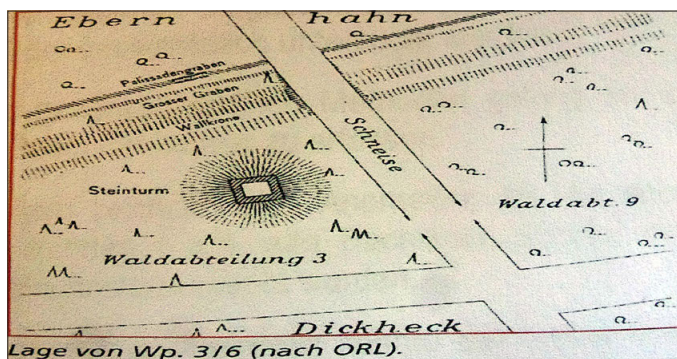 Ebern hahn
Palissadengraben
Grosser Graben
Wallkrone
Schneise
Steinturm
Waldabt. 9
Waldabteilung 3
Dickheck
Lage von Wp. 3/6 (nach ORL).